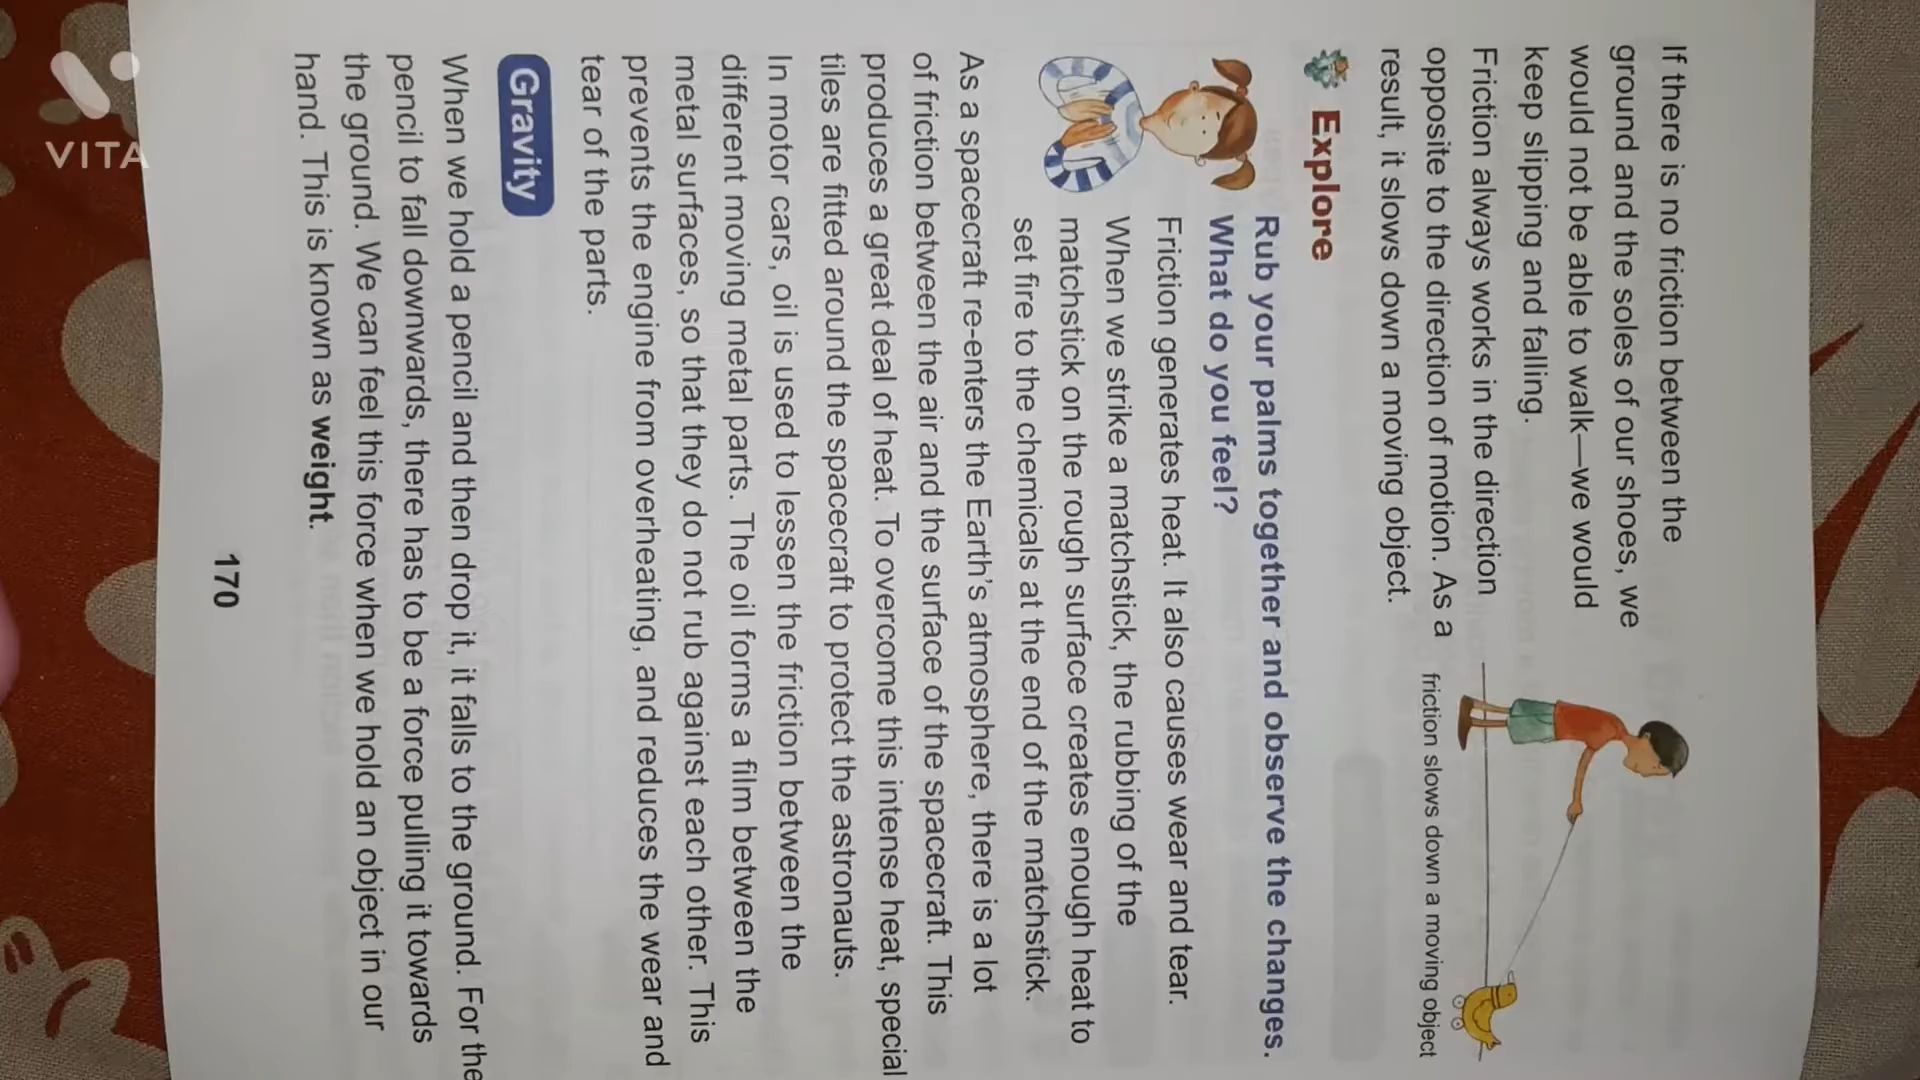 If there is no friction between the
ground and the soles of our shoes, we
would not be able to walk—we would
keep slipping and falling.
Friction always works in the direction
opposite to the direction of motion. As a
result, it slows down a moving object.
friction slows down a moving object
Explore
Rub your palms together and observe the changes.
What do you feel?
Friction generates heat. It also causes wear and tear.
When we strike a matchstick, the rubbing of the
matchstick on the rough surface creates enough heat to
set fire to the chemicals at the end of the matchstick.
As a spacecraft re-enters the Earth's atmosphere, there is a lot
of friction between the air and the surface of the spacecraft. This
produces a great deal of heat. To overcome this intense heat, special
tiles are fitted around the spacecraft to protect the astronauts.
In motor cars, oil is used to lessen the friction between the
different moving metal parts. The oil forms a film between the
metal surfaces, so that they do not rub against each other. This
prevents the engine from overheating, and reduces the wear and
tear of the parts.
Gravity
When we hold a pencil and then drop it, it falls to the ground. For the
pencil to fall downwards, there has to be a force pulling it towards
the ground. We can feel this force when we hold an object in our
hand. This is known as weight.
170
VITA